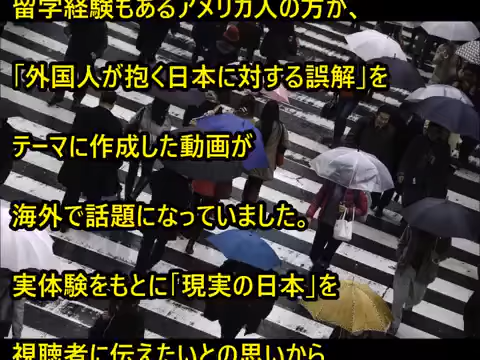 留学経験もあるアメリカ人の方が、
「外国人が抱く日本に対する誤解」を
テーマに作成した動画が
海外で話題になっていました。
実体験をもとに「現実の日本」を
視聴者に伝えたいとの思いから